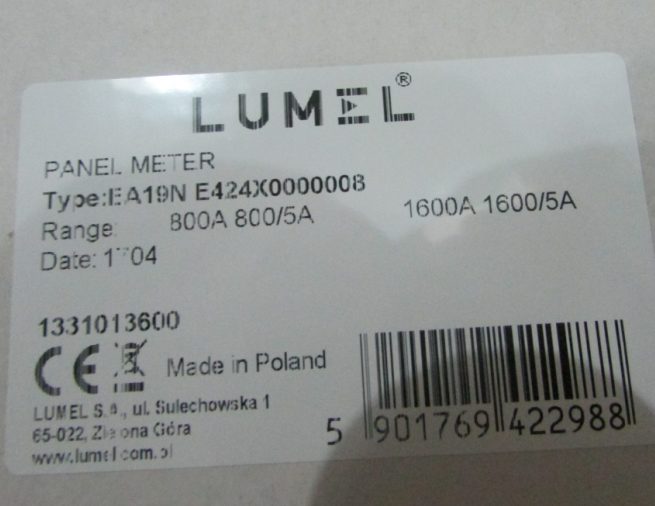 LUMEL®
PANEL METER
Type:EA19N E424X0000008
Range: 800A 800/5A 1600A 1600/5A
Date: 1704
1331013600
CE Made in Poland
LUMEL S.A., ul. Sulechowska 1
65-022, Zielona Góra
www.lumel.com.pl
5 901769 422988